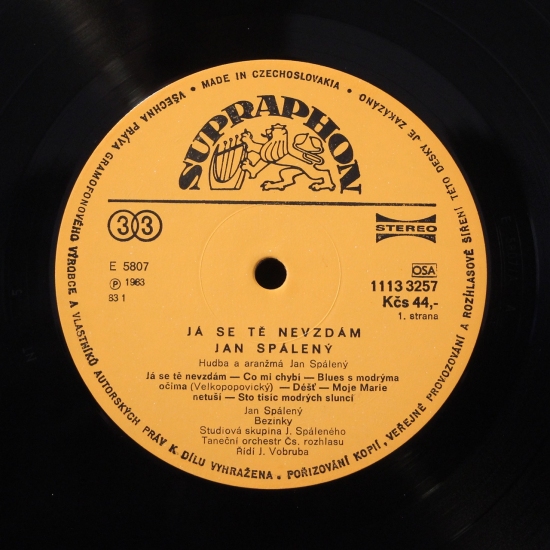 • MADE IN CZECHOSLOVAKIA •
VŠECHNA PRÁVA GRAMOFONOVÉHO VÝROBCE A VLASTNÍKŮ AUTORSKÝCH PRÁV K DÍLU VYHRAŽENA. POŘIZOVÁNÍ KOPIÍ, VEŘEJNÉ PROVOZOVÁNÍ A ROZHLASOVÉ ŠÍŘENÍ TÉTO DESKY JE ZAKÁZÁNO
SUPRAPHON
33
STEREO
E 5807
Ⓟ 1983
83 1
OSA
1113 3257
Kčs 44,-
1. strana
JÁ SE TĚ NEVZDÁM
JAN SPÁLENÝ
Hudba a aranžmá Jan Spálený
Já se tě nevzdám — Co mi chybí — Blues s modrýma
očima (Velkopopovický) — Déšť — Moje Marie
netuší — Sto tisíc modrých sluncí
Jan Spálený
Bezinky
Studiová skupina J. Spáleného
Taneční orchestr Čs. rozhlasu
Řídí J. Vobruba